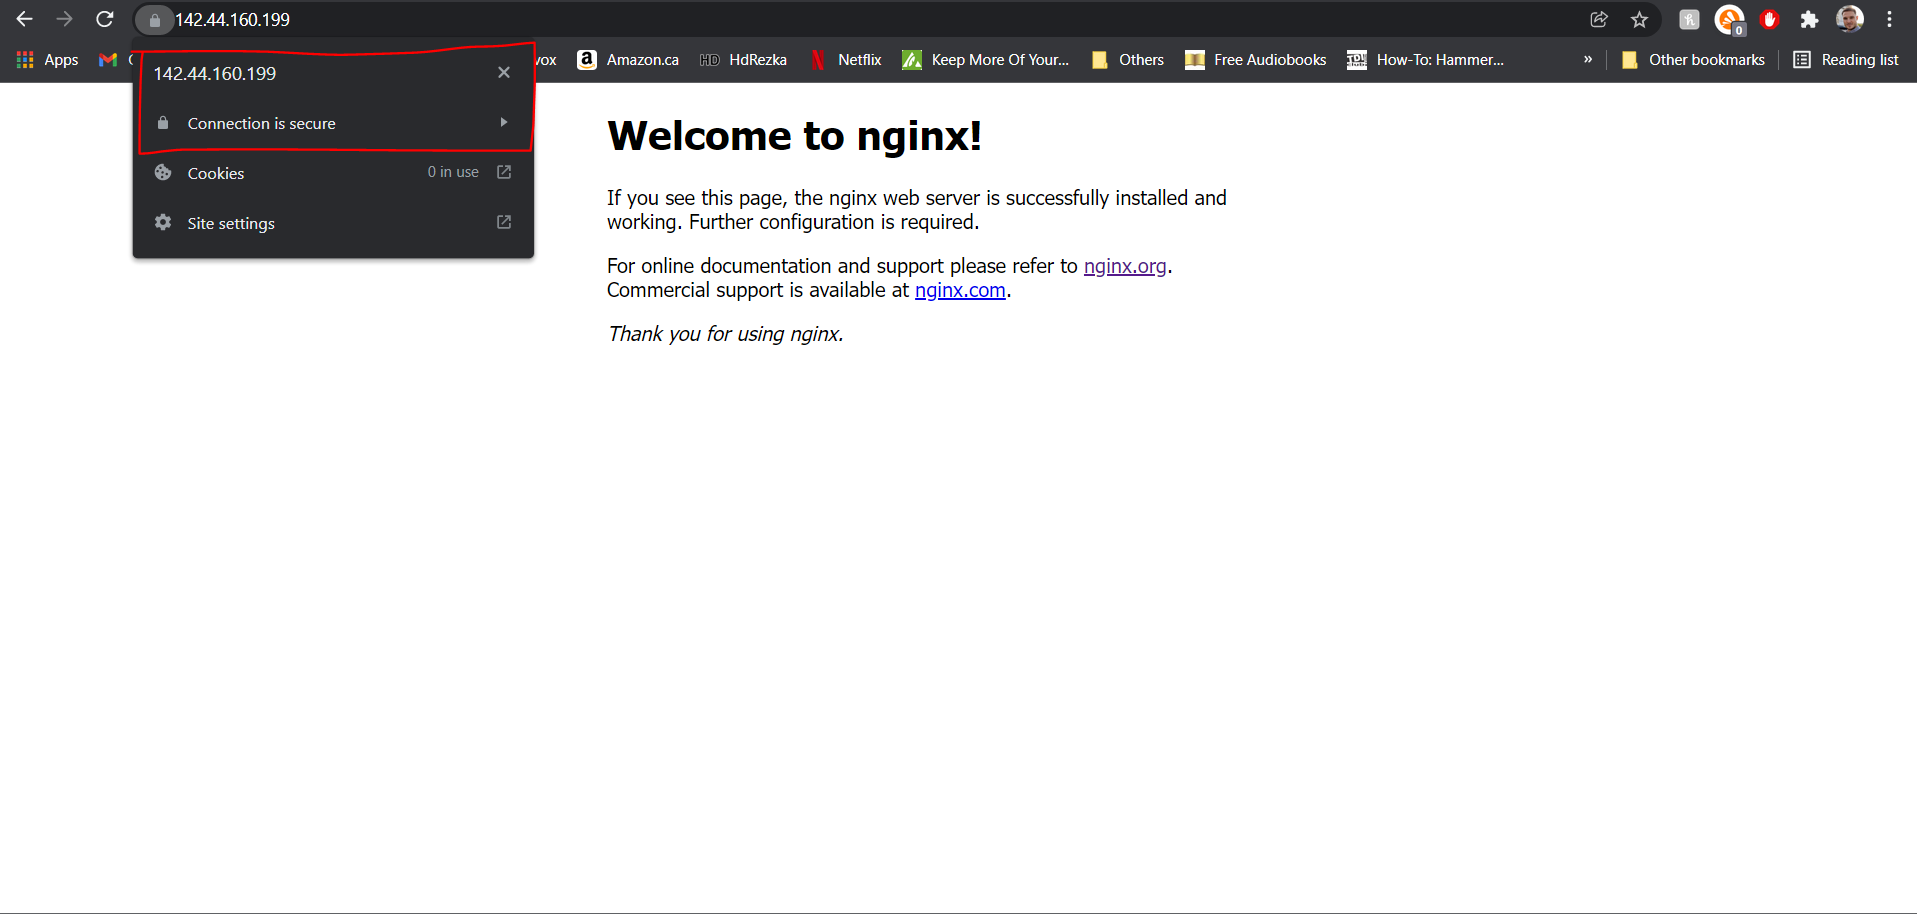 142.44.160.199
Apps
vox
Amazon.ca
HD HdRezka
Netflix
Keep More Of Your...
Others
Free Audiobooks
How-To: Hammer...
»
Other bookmarks
Reading list
0
142.44.160.199
Connection is secure
Cookies
0 in use
Site settings
Welcome to nginx!
If you see this page, the nginx web server is successfully installed and
working. Further configuration is required.
For online documentation and support please refer to nginx.org.
Commercial support is available at nginx.com.
Thank you for using nginx.